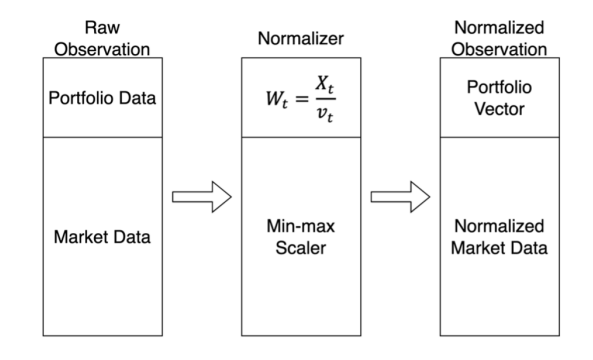 Raw
Observation
Portfolio Data
Market Data
Normalizer
W_t = X_t / v_t
Min-max
Scaler
Normalized
Observation
Portfolio
Vector
Normalized
Market Data